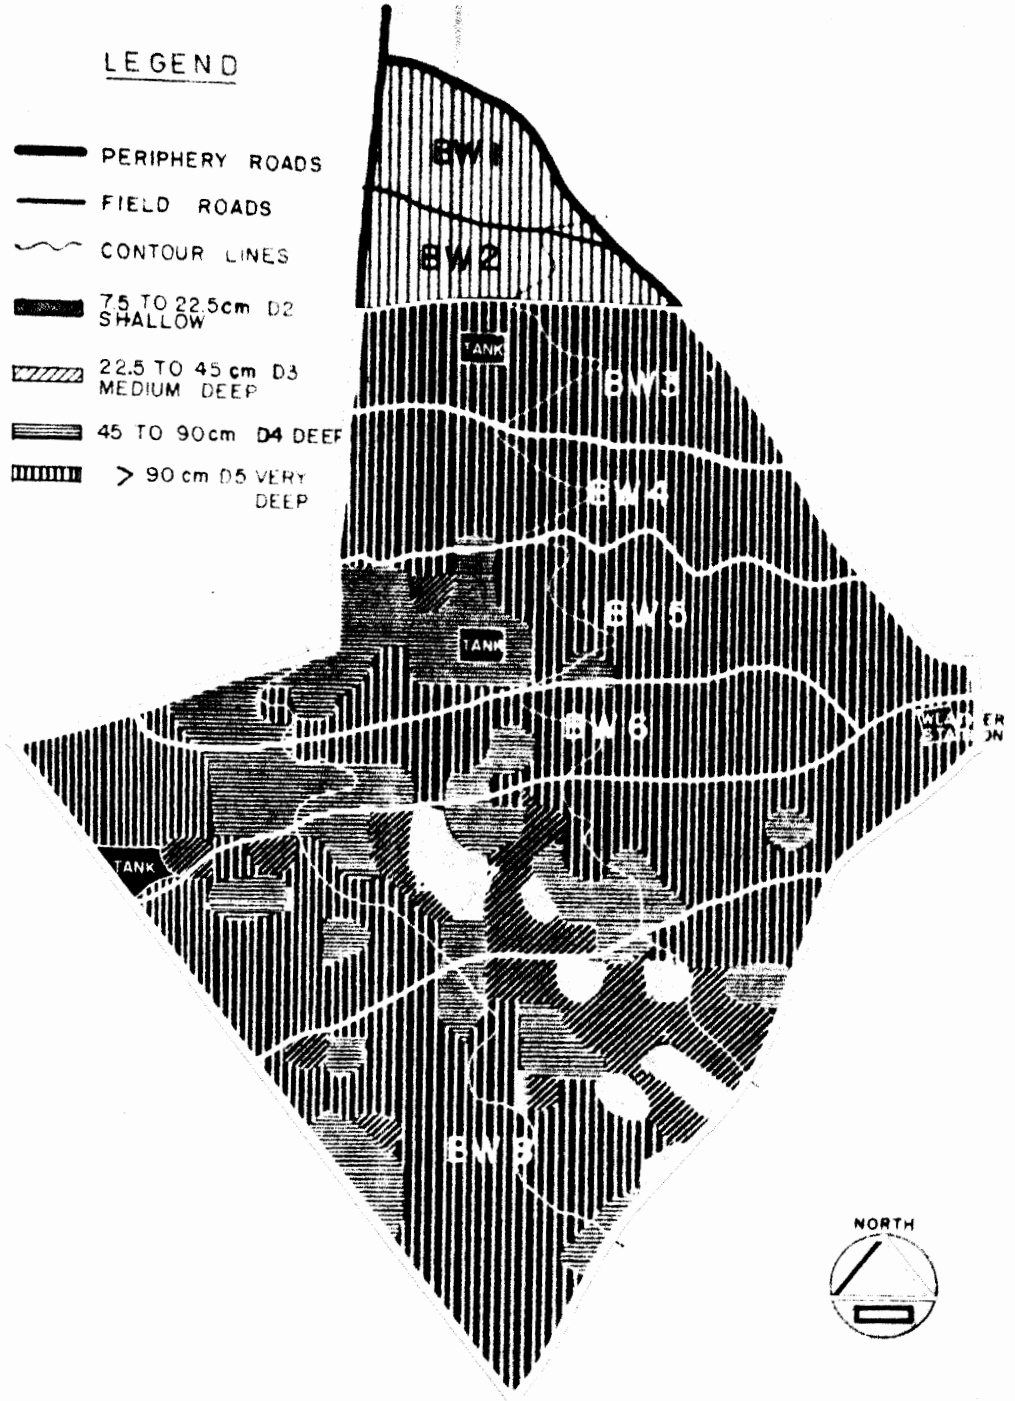 LEGEND
PERIPHERY ROADS
FIELD ROADS
CONTOUR LINES
7.5 TO 22.5cm D2
SHALLOW
22.5 TO 45 cm D3
MEDIUM DEEP
45 TO 90cm D4 DEEP
> 90 cm D5 VERY
DEEP
BW1
BW2
TANK
BW3
BW4
BW5
TANK
BW6
STATION
TANK
BW8
NORTH